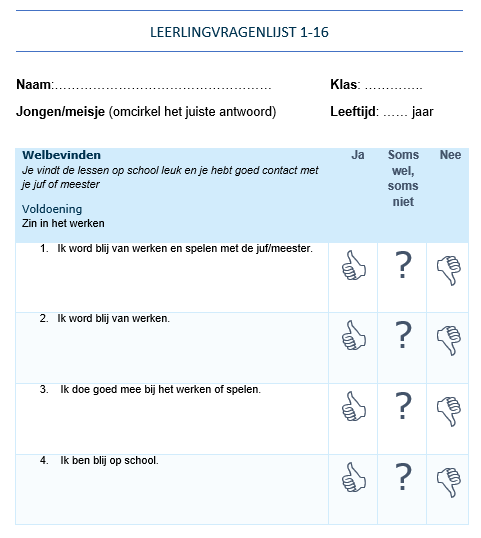 LEERLINGVRAGENLIJST 1-16
Naam:…………………………………………… Klas: …………..
Jongen/meisje (omcirkel het juiste antwoord) Leeftijd: …… jaar
Welbevinden Ja Soms wel, soms niet Nee
Je vindt de lessen op school leuk en je hebt goed contact met
je juf of meester
Voldoening
Zin in het werken
1. Ik word blij van werken en spelen met de juf/meester. ?
2. Ik word blij van werken. ?
3. Ik doe goed mee bij het werken of spelen. ?
4. Ik ben blij op school. ?